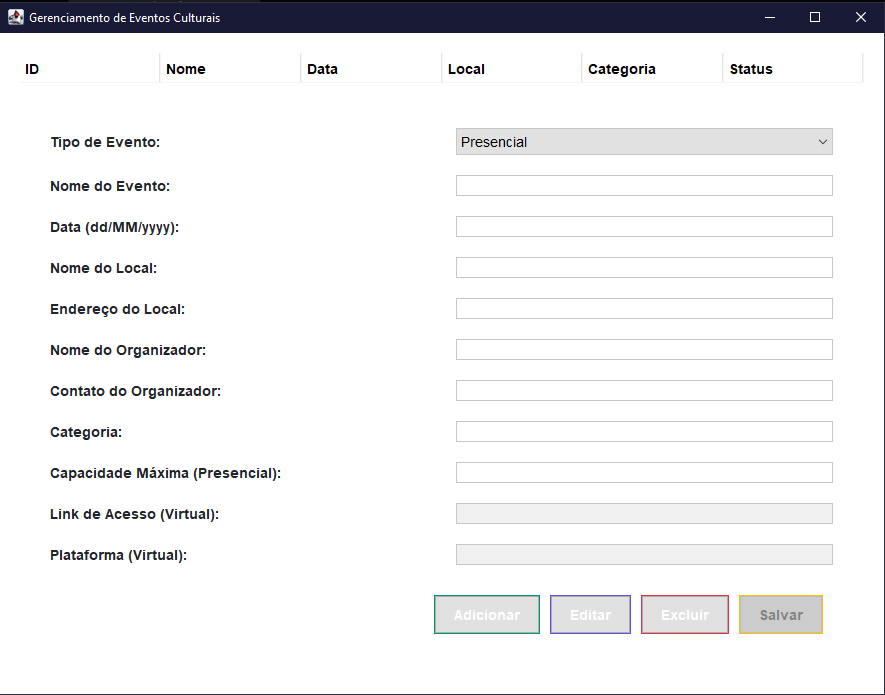 Gerenciamento de Eventos Culturais
ID Nome Data Local Categoria Status
Tipo de Evento: Presencial
Nome do Evento:
Data (dd/MM/yyyy):
Nome do Local:
Endereço do Local:
Nome do Organizador:
Contato do Organizador:
Categoria:
Capacidade Máxima (Presencial):
Link de Acesso (Virtual):
Plataforma (Virtual):
Adicionar Editar Excluir Salvar